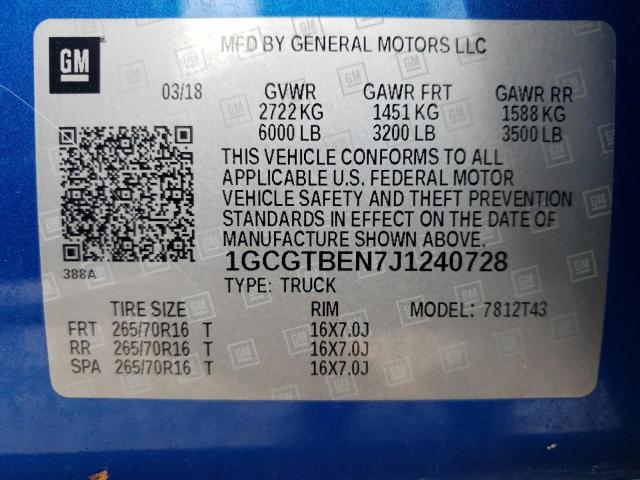 GM
MFD BY GENERAL MOTORS LLC
03/18 GVWR GAWR FRT GAWR RR
2722 KG 1451 KG 1588 KG
6000 LB 3200 LB 3500 LB
THIS VEHICLE CONFORMS TO ALL
APPLICABLE U.S. FEDERAL MOTOR
VEHICLE SAFETY AND THEFT PREVENTION
STANDARDS IN EFFECT ON THE DATE OF
MANUFACTURE SHOWN ABOVE.
388A
1GCGTBEN7J1240728
TYPE: TRUCK
TIRE SIZE RIM MODEL: 7812T43
FRT 265/70R16 T 16X7.0J
RR 265/70R16 T 16X7.0J
SPA 265/70R16 T 16X7.0J